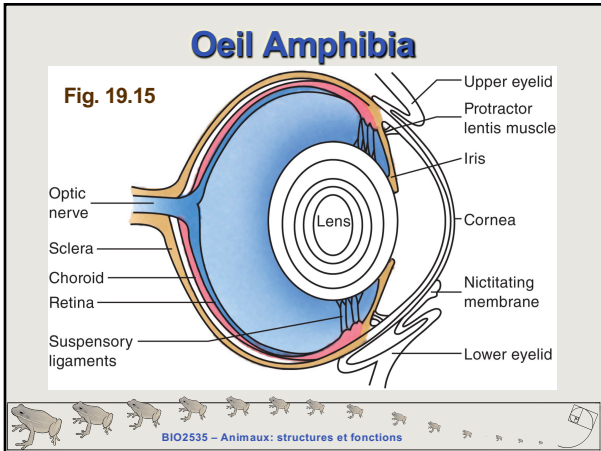 Oeil Amphibia
Fig. 19.15
Upper eyelid
Protractor
lentis muscle
Iris
Optic
nerve
Lens
Cornea
Sclera
Choroid
Retina
Nictitating
membrane
Suspensory
ligaments
Lower eyelid
BIO2535 – Animaux: structures et fonctions